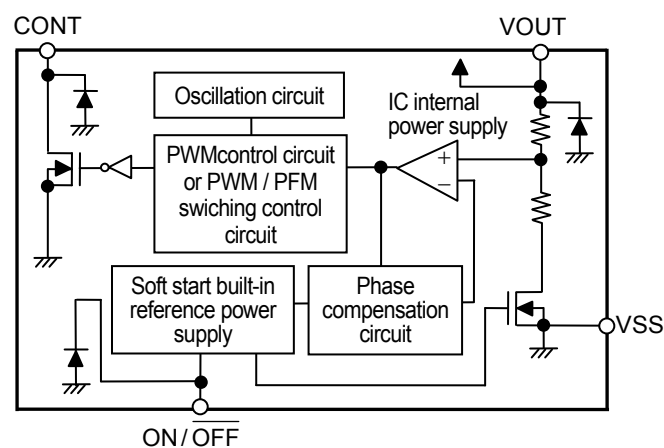 CONT
VOUT
Oscillation circuit
IC internal
power supply
PWMcontrol circuit
or PWM / PFM
swiching control
circuit
+
−
Soft start built-in
reference power
supply
Phase
compensation
circuit
VSS
ON / OFF